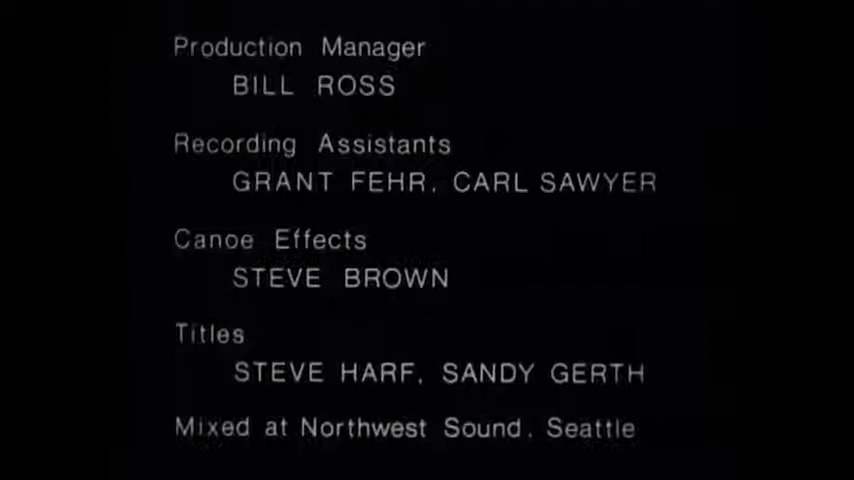 Production Manager
BILL ROSS
Recording Assistants
GRANT FEHR, CARL SAWYER
Canoe Effects
STEVE BROWN
Titles
STEVE HARF, SANDY GERTH
Mixed at Northwest Sound, Seattle